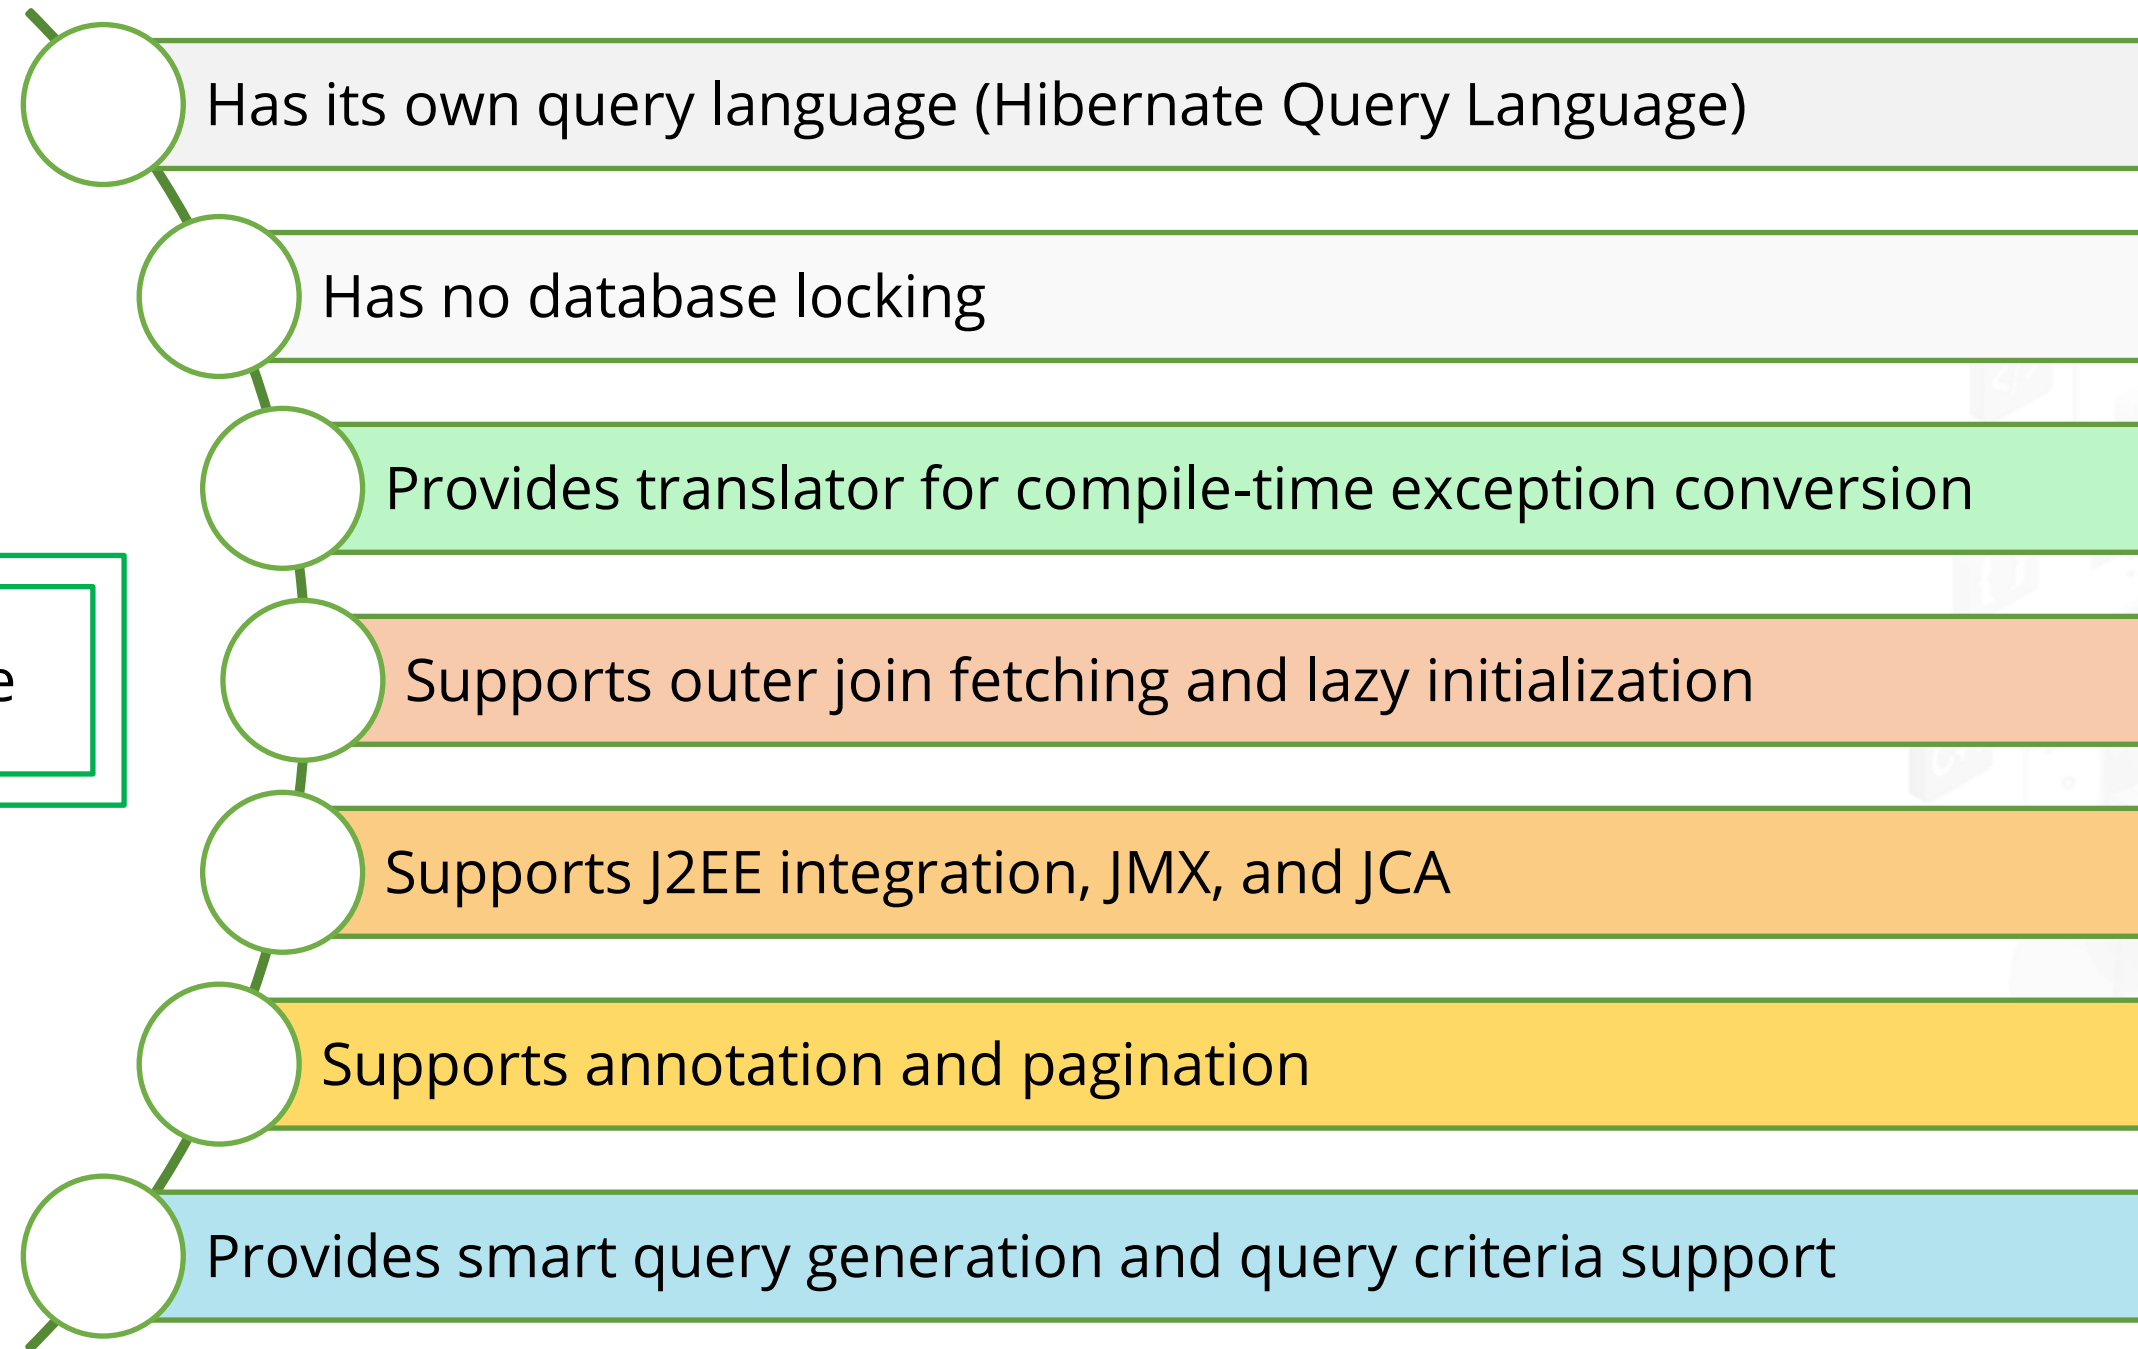 Has its own query language (Hibernate Query Language)
Has no database locking
Provides translator for compile-time exception conversion
Supports outer join fetching and lazy initialization
Supports J2EE integration, JMX, and JCA
Supports annotation and pagination
Provides smart query generation and query criteria support